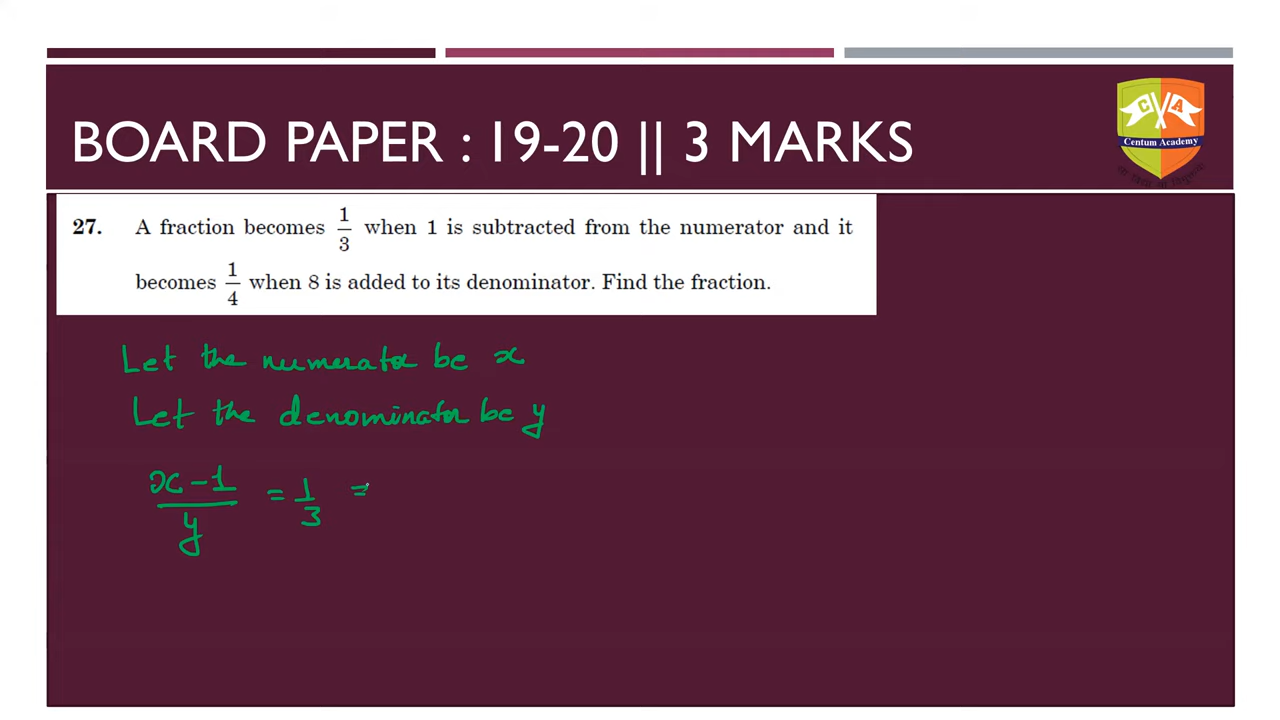 BOARD PAPER : 19-20 || 3 MARKS
C A
Centum Academy
27. A fraction becomes 1/3 when 1 is subtracted from the numerator and it
becomes 1/4 when 8 is added to its denominator. Find the fraction.
Let the numerator be x
Let the denominator be y
x - 1 / y = 1/3 =